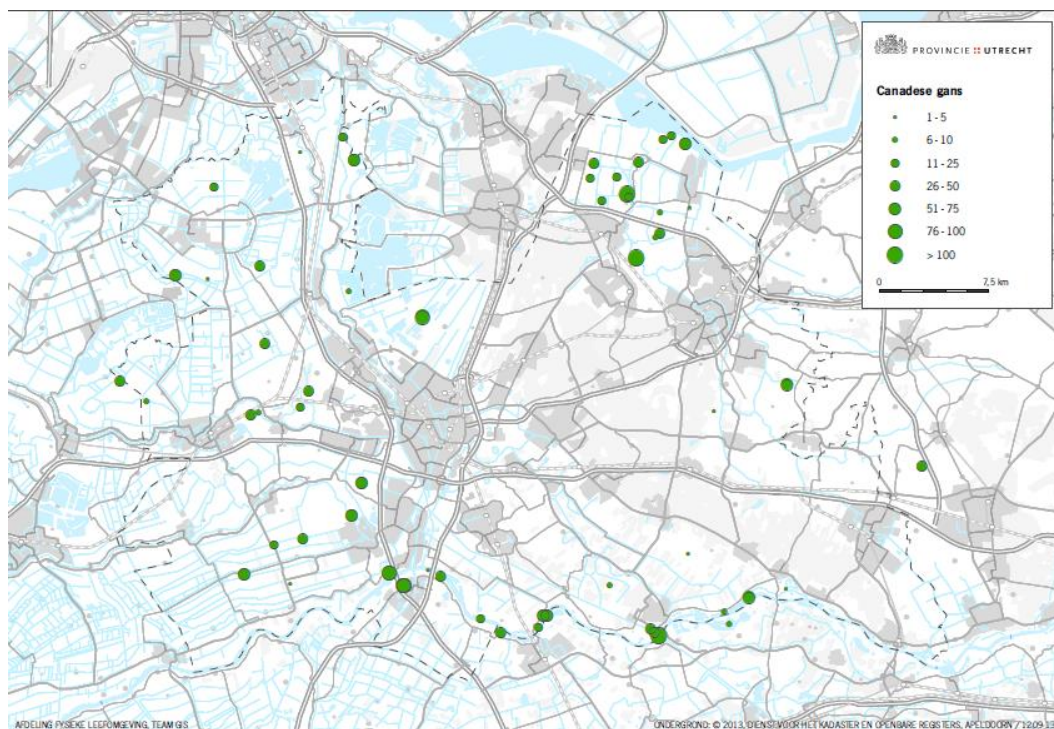 PROVINCIE UTRECHT
Canadese gans
1 - 5
6 - 10
11 - 25
26 - 50
51 - 75
76 - 100
> 100
0 7,5 km
AFDELING FYSIEKE LEEFOMGEVING, TEAM GIS
ONDERGROND: © 2013, DIENST VOOR HET KADASTER EN OPENBARE REGISTERS, APELDOORN / 12-09-13